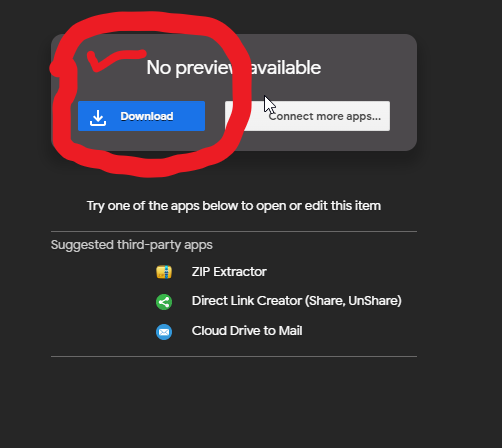 No preview available
Download
Connect more apps...
Try one of the apps below to open or edit this item
Suggested third-party apps
ZIP Extractor
Direct Link Creator (Share, UnShare)
Cloud Drive to Mail